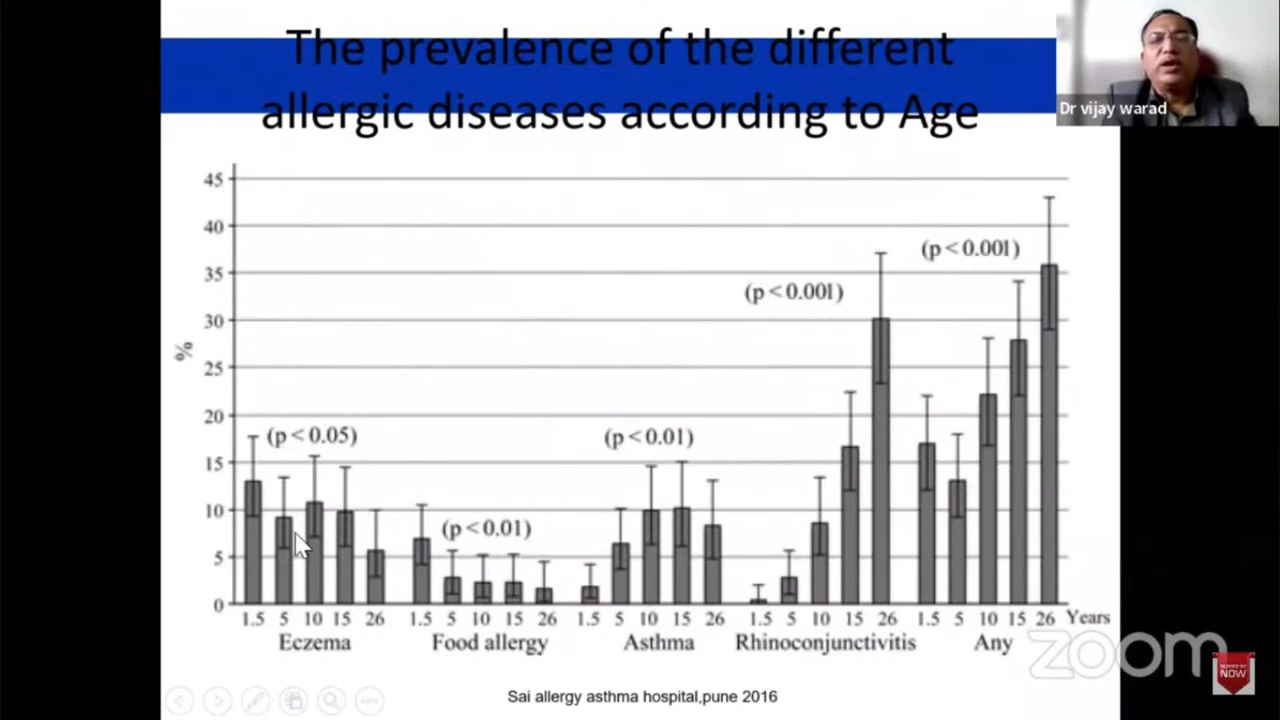 The prevalence of the different
allergic diseases according to Age
Dr vijay warad
45
40
35
30
25
20
15
10
5
0
%
(p<0.05)
(p<0.01)
(p<0.01)
(p<0.001)
(p<0.001)
1.5 5 10 15 26 1.5 5 10 15 26 1.5 5 10 15 26 1.5 5 10 15 26 1.5 5 10 15 26 Years
Eczema Food allergy Asthma Rhinoconjunctivitis Any
zoom
NOW
Sai allergy asthma hospital,pune 2016